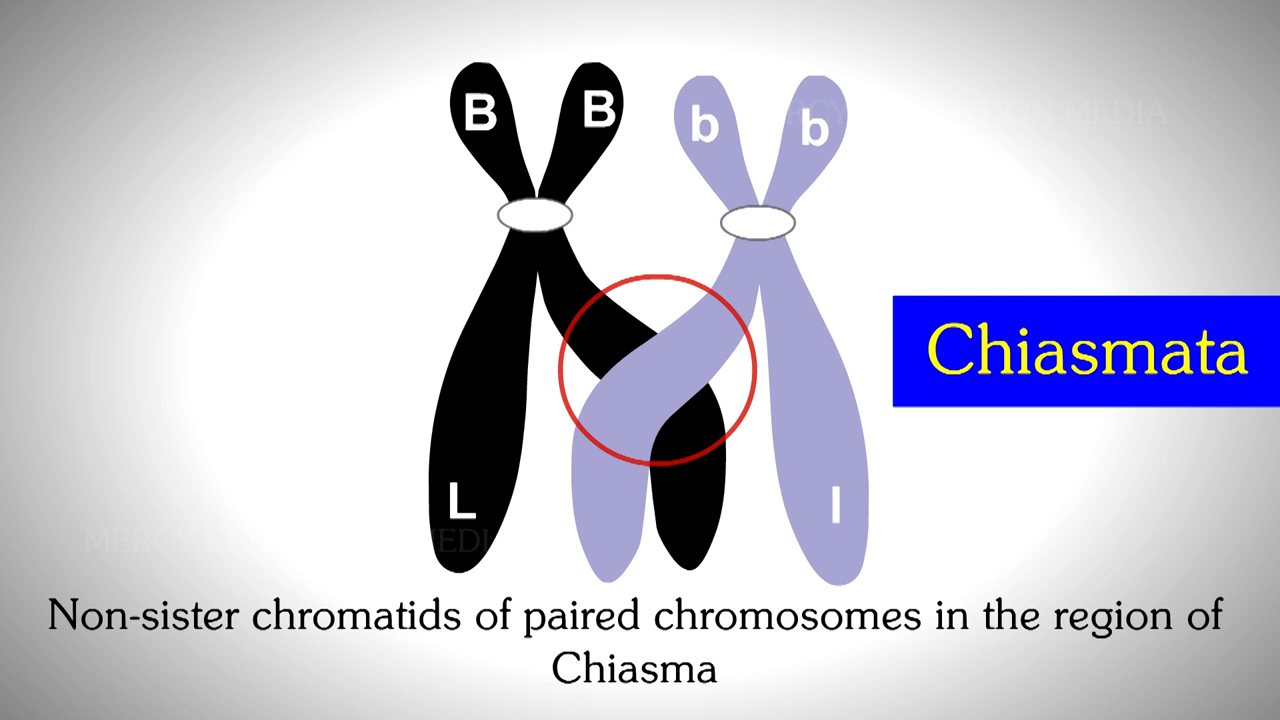 B B b b
Chiasmata
L l
Non-sister chromatids of paired chromosomes in the region of
Chiasma